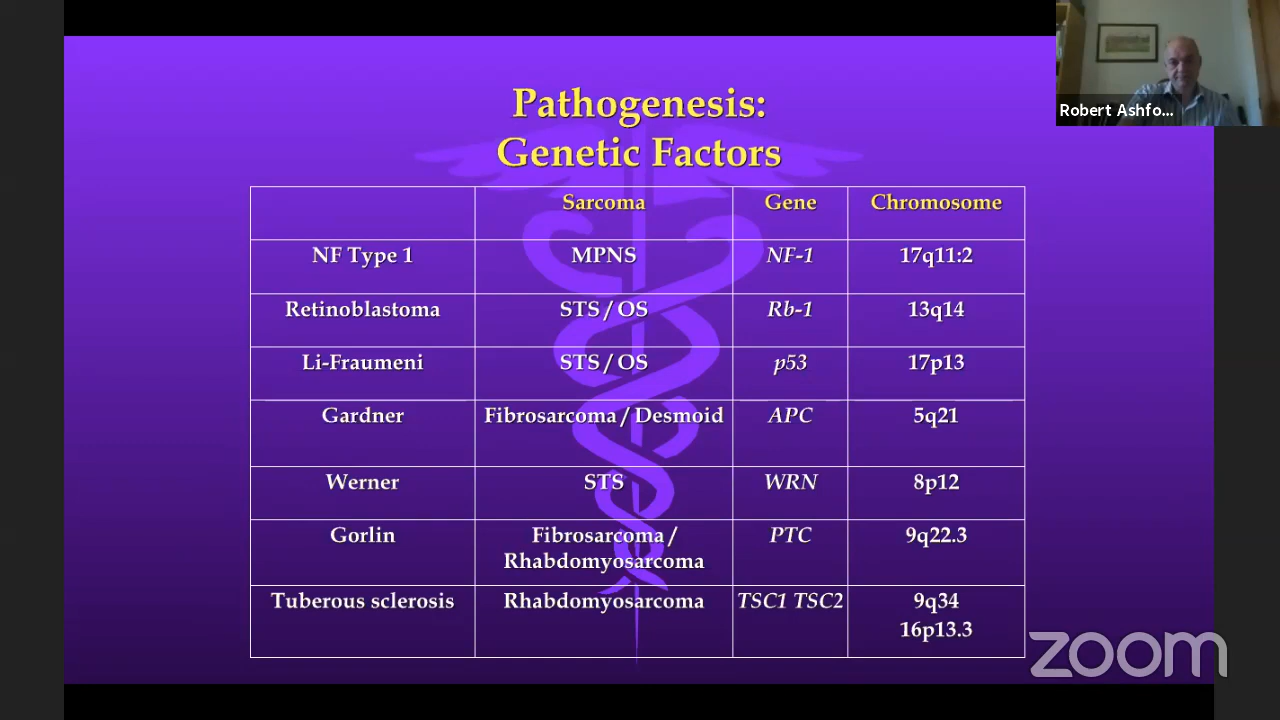 Pathogenesis:
Genetic Factors
Robert Ashfo...
Sarcoma Gene Chromosome
NF Type 1 MPNS NF-1 17q11:2
Retinoblastoma STS / OS Rb-1 13q14
Li-Fraumeni STS / OS p53 17p13
Gardner Fibrosarcoma / Desmoid APC 5q21
Werner STS WRN 8p12
Gorlin Fibrosarcoma / PTC 9q22.3
Rhabdomyosarcoma
Tuberous sclerosis Rhabdomyosarcoma TSC1 TSC2 9q34
16p13.3
zoom